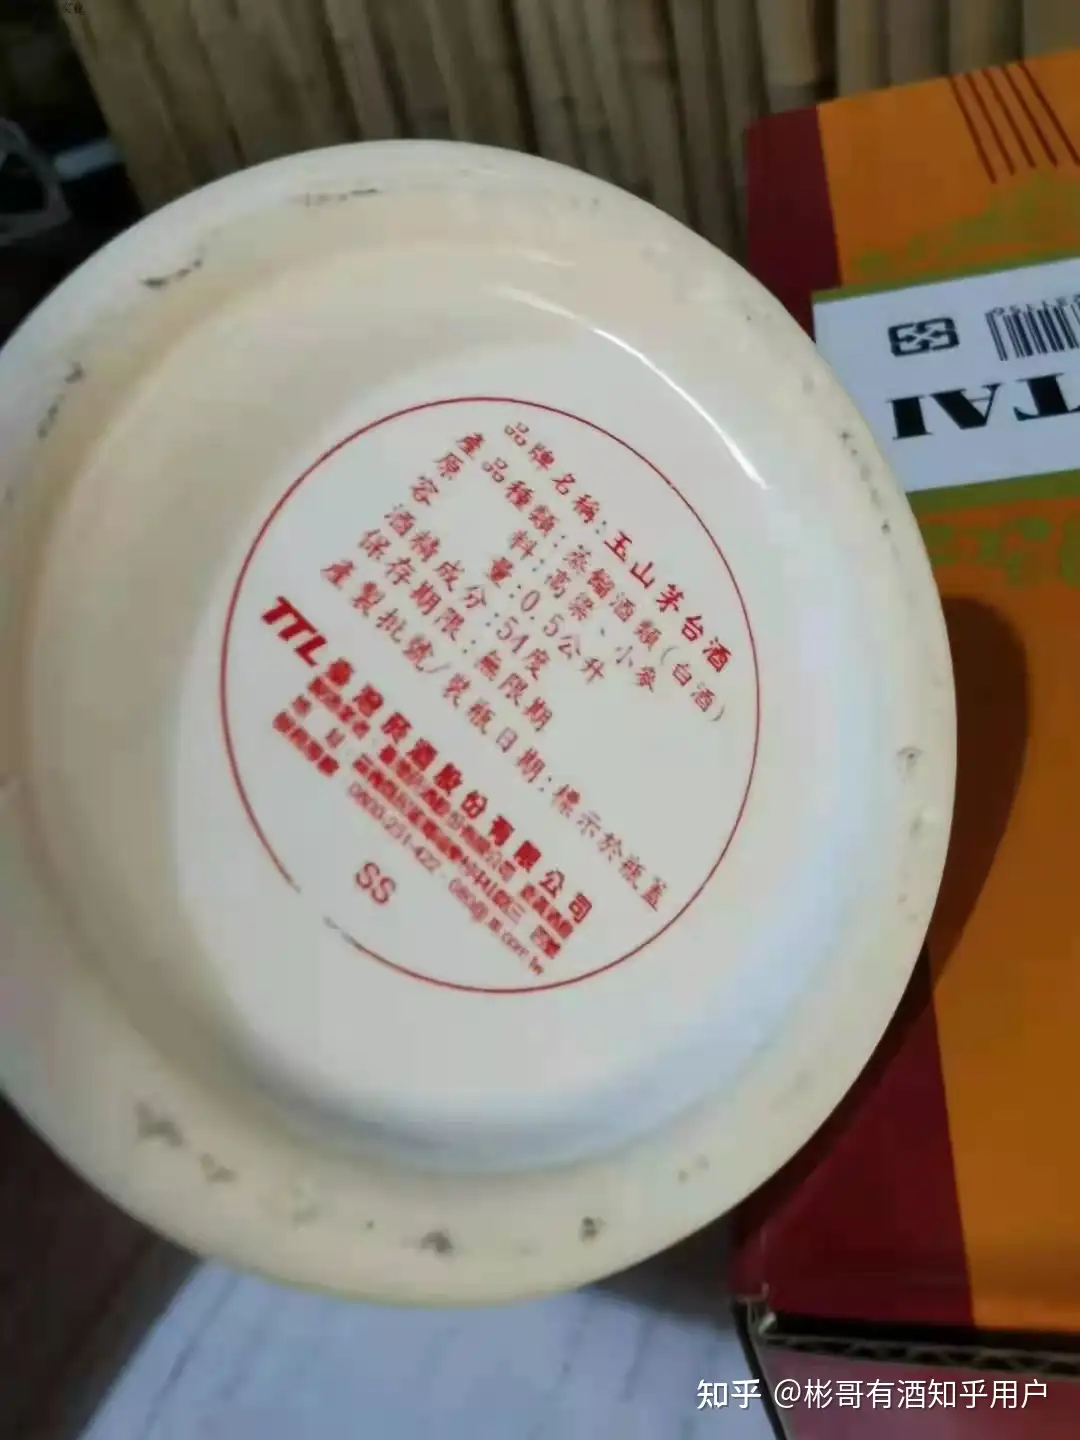 品牌名稱:玉山茅台酒
產品種類:蒸餾酒類(白酒)
原料:高粱、小麥
容量:0.5公升
酒精成分:54度
保存期限:無限期
產製批號/裝瓶日期:標示於瓶蓋
TTL 臺灣菸酒股份有限公司
0800-231-422
SS
TAI
知乎 @彬哥有酒知乎用户